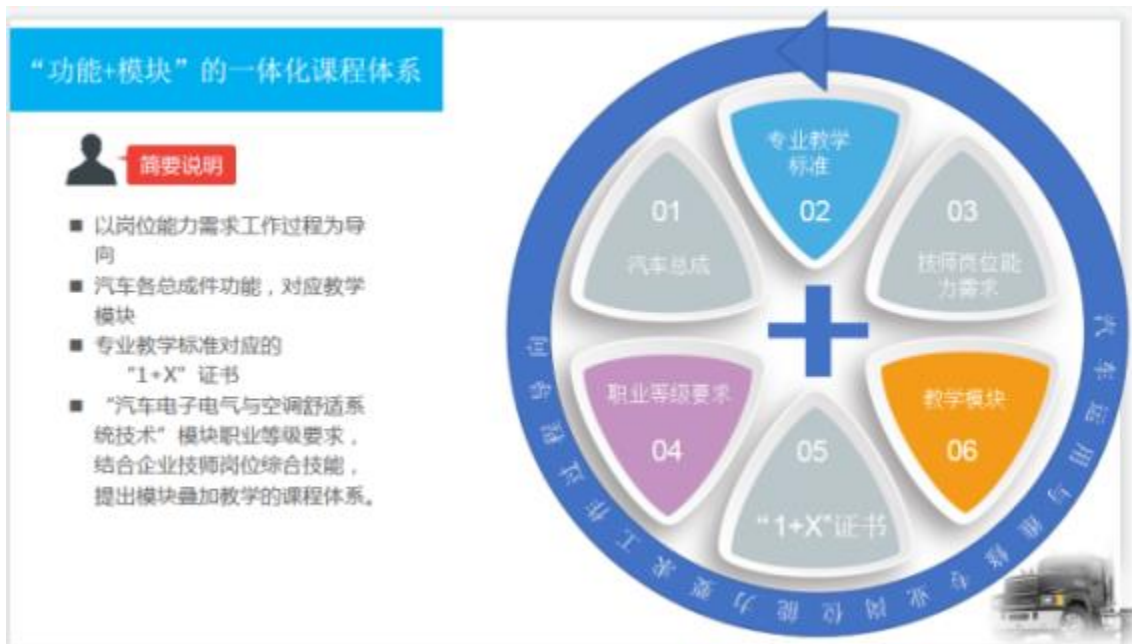 “功能+模块”的一体化课程体系
简要说明
■ 以岗位能力需求工作过程为导
向
■ 汽车各总成件功能，对应教学
模块
■ 专业教学标准对应的
“1+X”证书
■ “汽车电子电气与空调舒适系
统技术”模块职业等级要求，
结合企业技师岗位综合技能，
提出模块叠加教学的课程体系。
01
汽车总成
专业教学
标准
02
03
技师岗位能
力需求
职业等级要求
04
05
“1+X”证书
教学模块
06
汽车运用与维修专业岗位能力要求工作过程导向